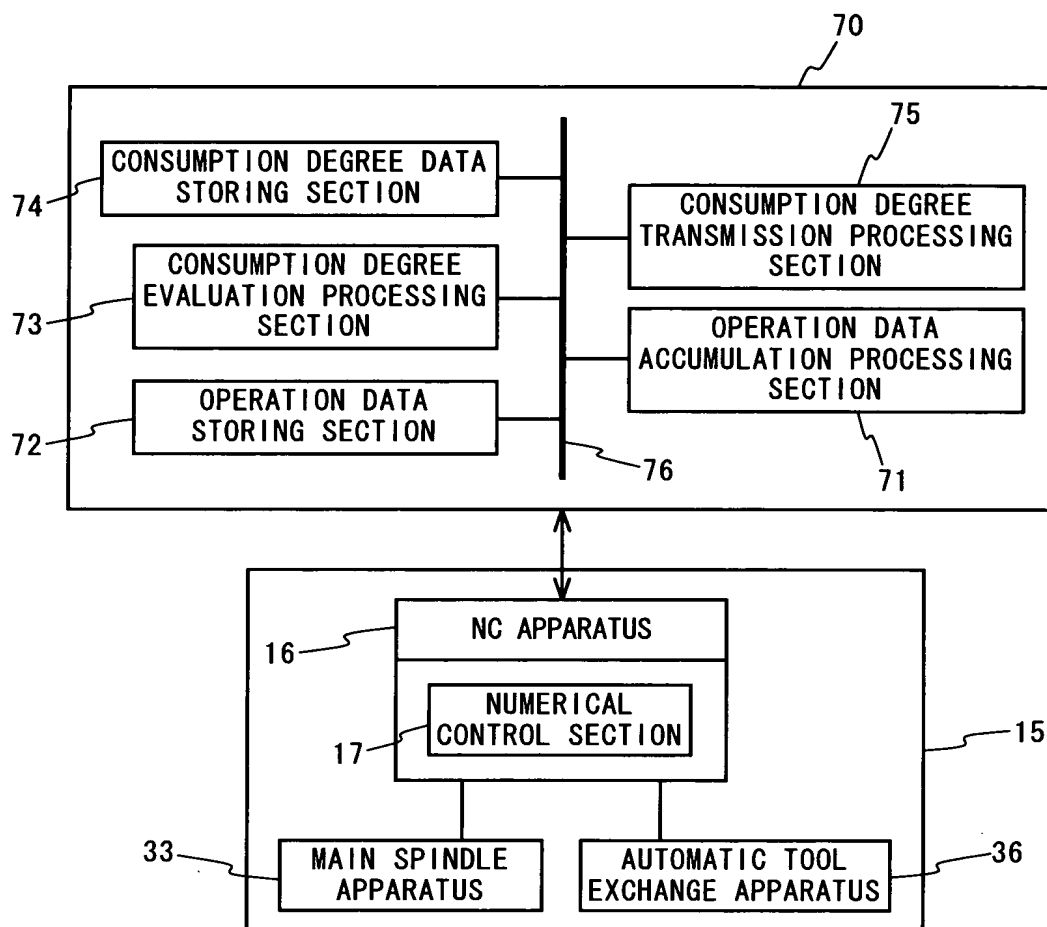 70
75
CONSUMPTION DEGREE DATA
STORING SECTION
74
CONSUMPTION DEGREE
TRANSMISSION PROCESSING
SECTION
CONSUMPTION DEGREE
EVALUATION PROCESSING
SECTION
73
OPERATION DATA
ACCUMULATION PROCESSING
SECTION
OPERATION DATA
STORING SECTION
72
76
71
NC APPARATUS
16
NUMERICAL
CONTROL SECTION
17
15
33
MAIN SPINDLE
APPARATUS
AUTOMATIC TOOL
EXCHANGE APPARATUS
36